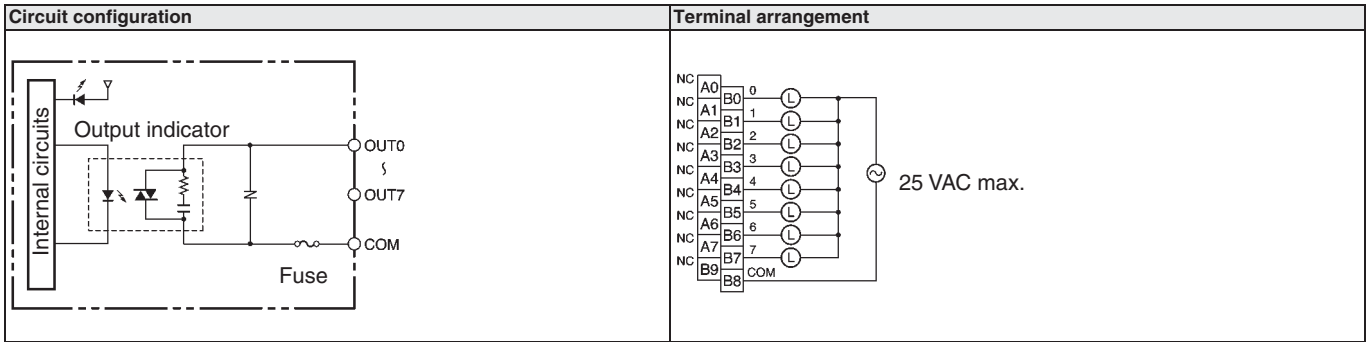 Circuit configuration
Terminal arrangement
Internal circuits
Output indicator
OUT0
OUT7
COM
Fuse
NC
A0
B0
0
NC
A1
B1
1
NC
A2
B2
2
NC
A3
B3
3
NC
A4
B4
4
NC
A5
B5
5
NC
A6
B6
6
NC
A7
B7
7
NC
B9
B8
COM
L
L
L
L
L
L
L
L
25 VAC max.